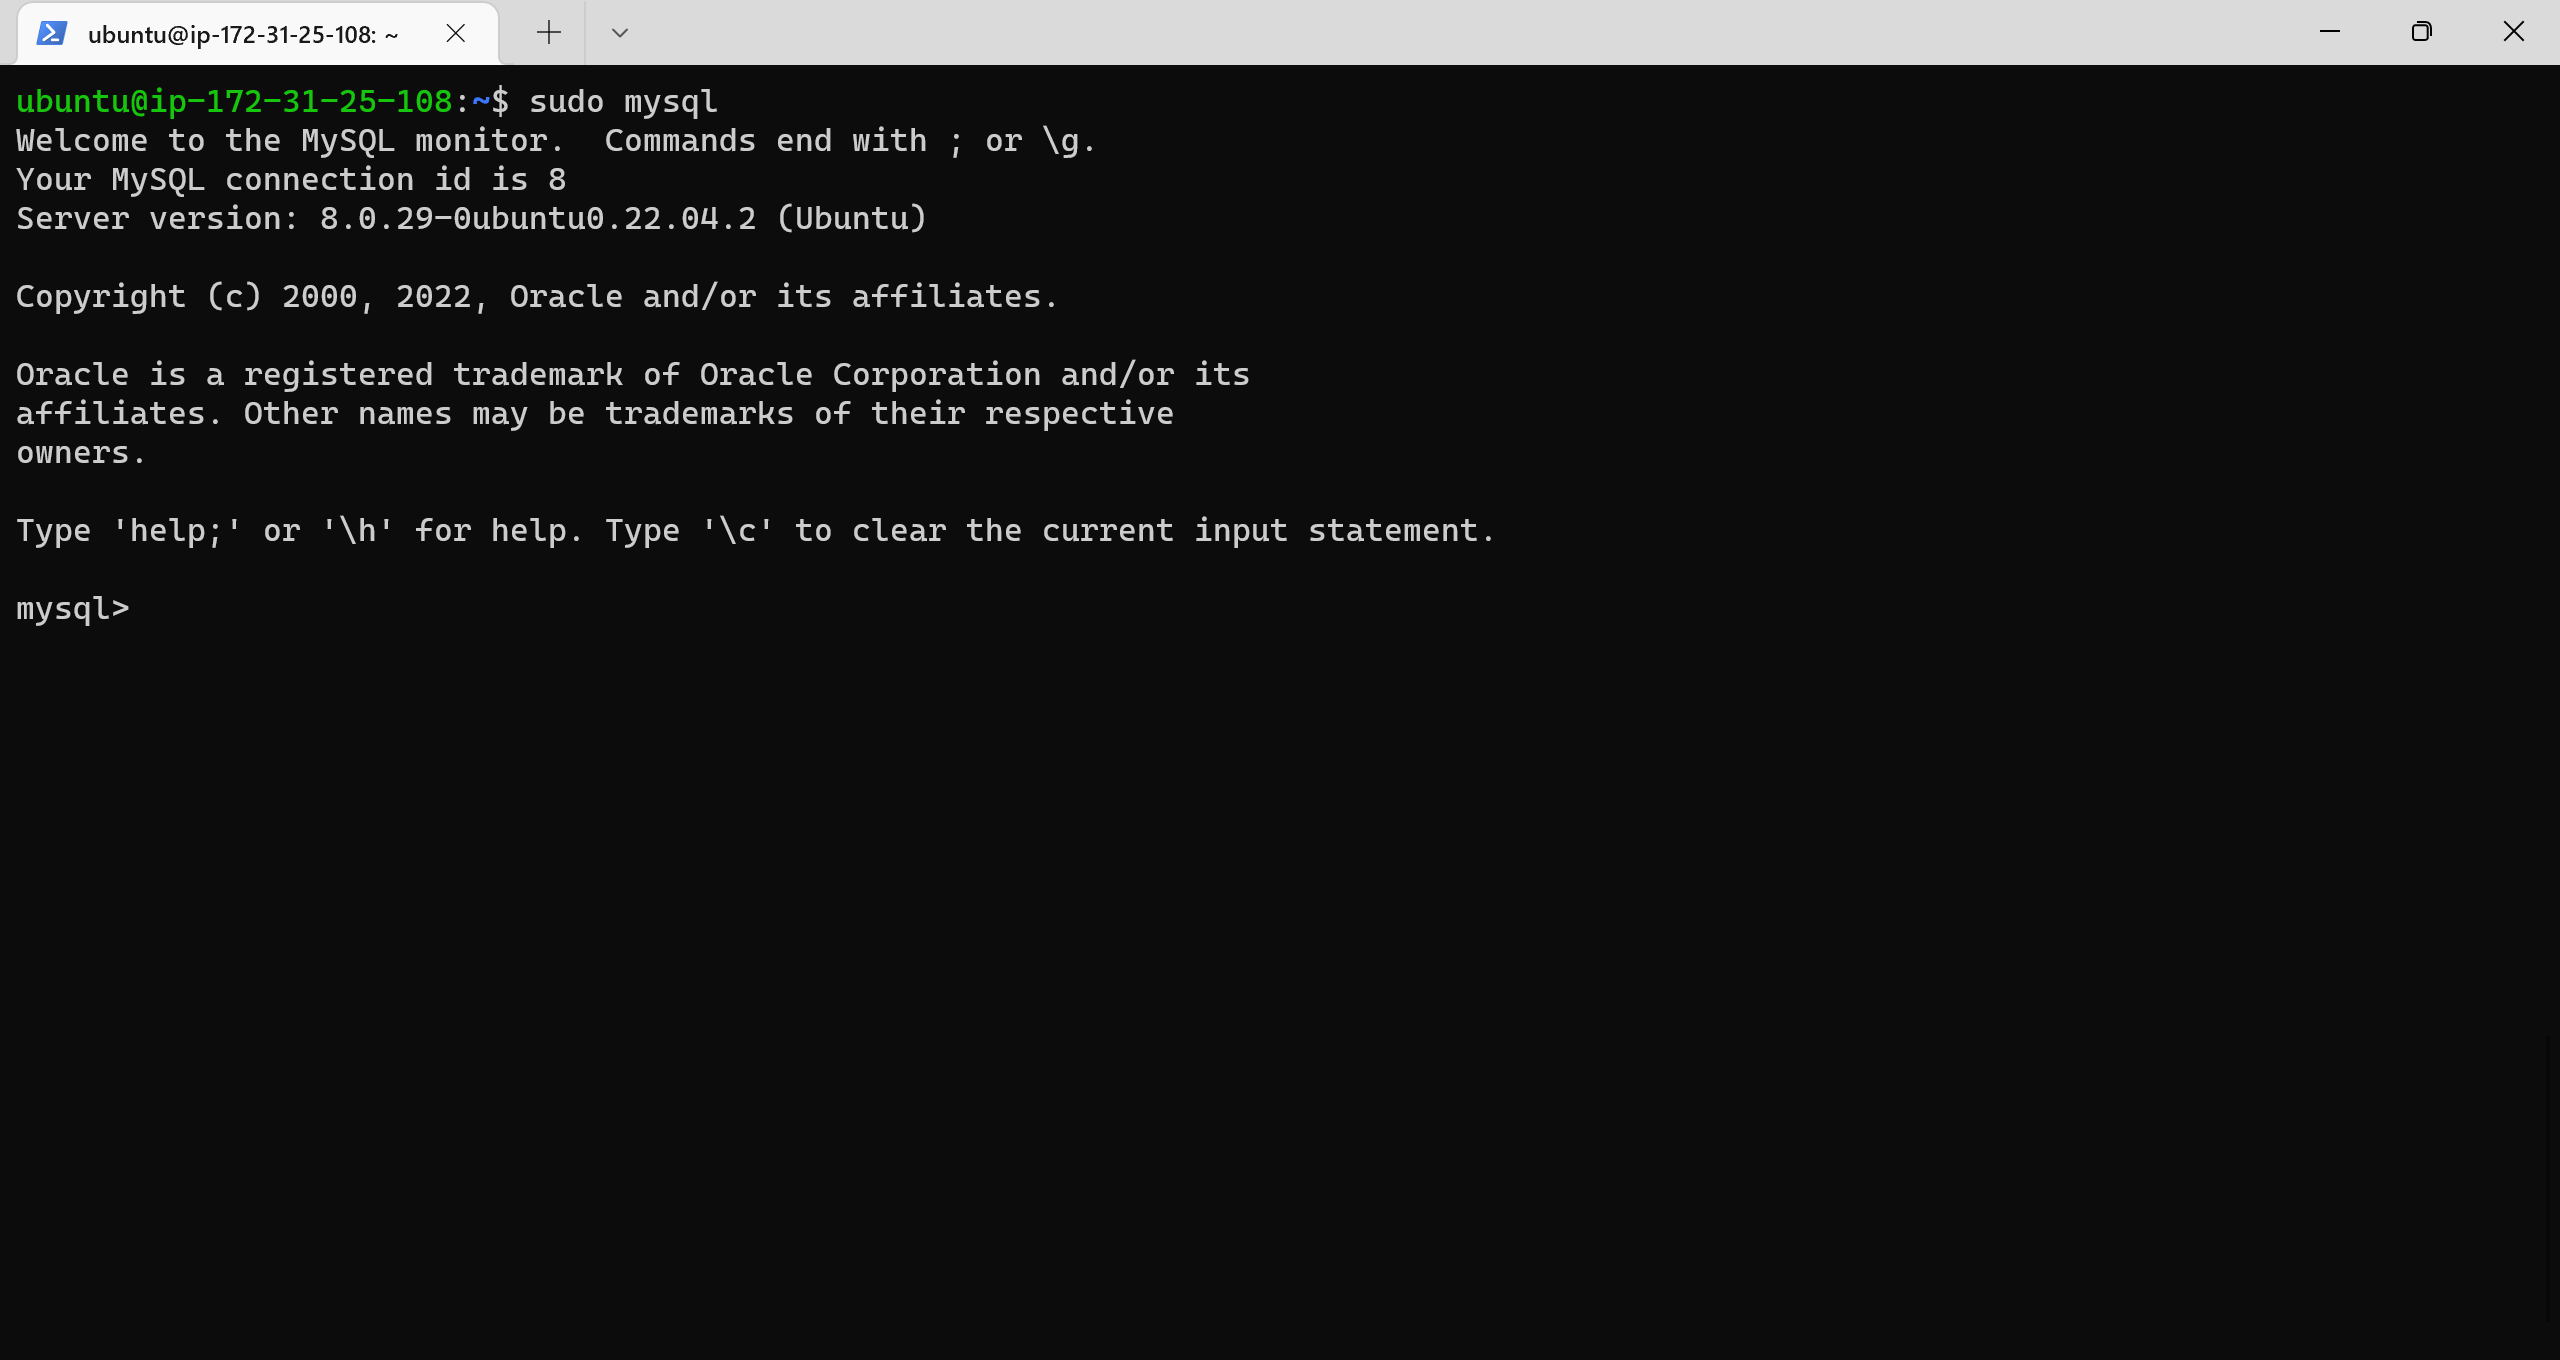 ubuntu@ip-172-31-25-108: ~
ubuntu@ip-172-31-25-108:~$ sudo mysql
Welcome to the MySQL monitor.  Commands end with ; or \g.
Your MySQL connection id is 8
Server version: 8.0.29-0ubuntu0.22.04.2 (Ubuntu)

Copyright (c) 2000, 2022, Oracle and/or its affiliates.

Oracle is a registered trademark of Oracle Corporation and/or its
affiliates. Other names may be trademarks of their respective
owners.

Type 'help;' or '\h' for help. Type '\c' to clear the current input statement.

mysql>